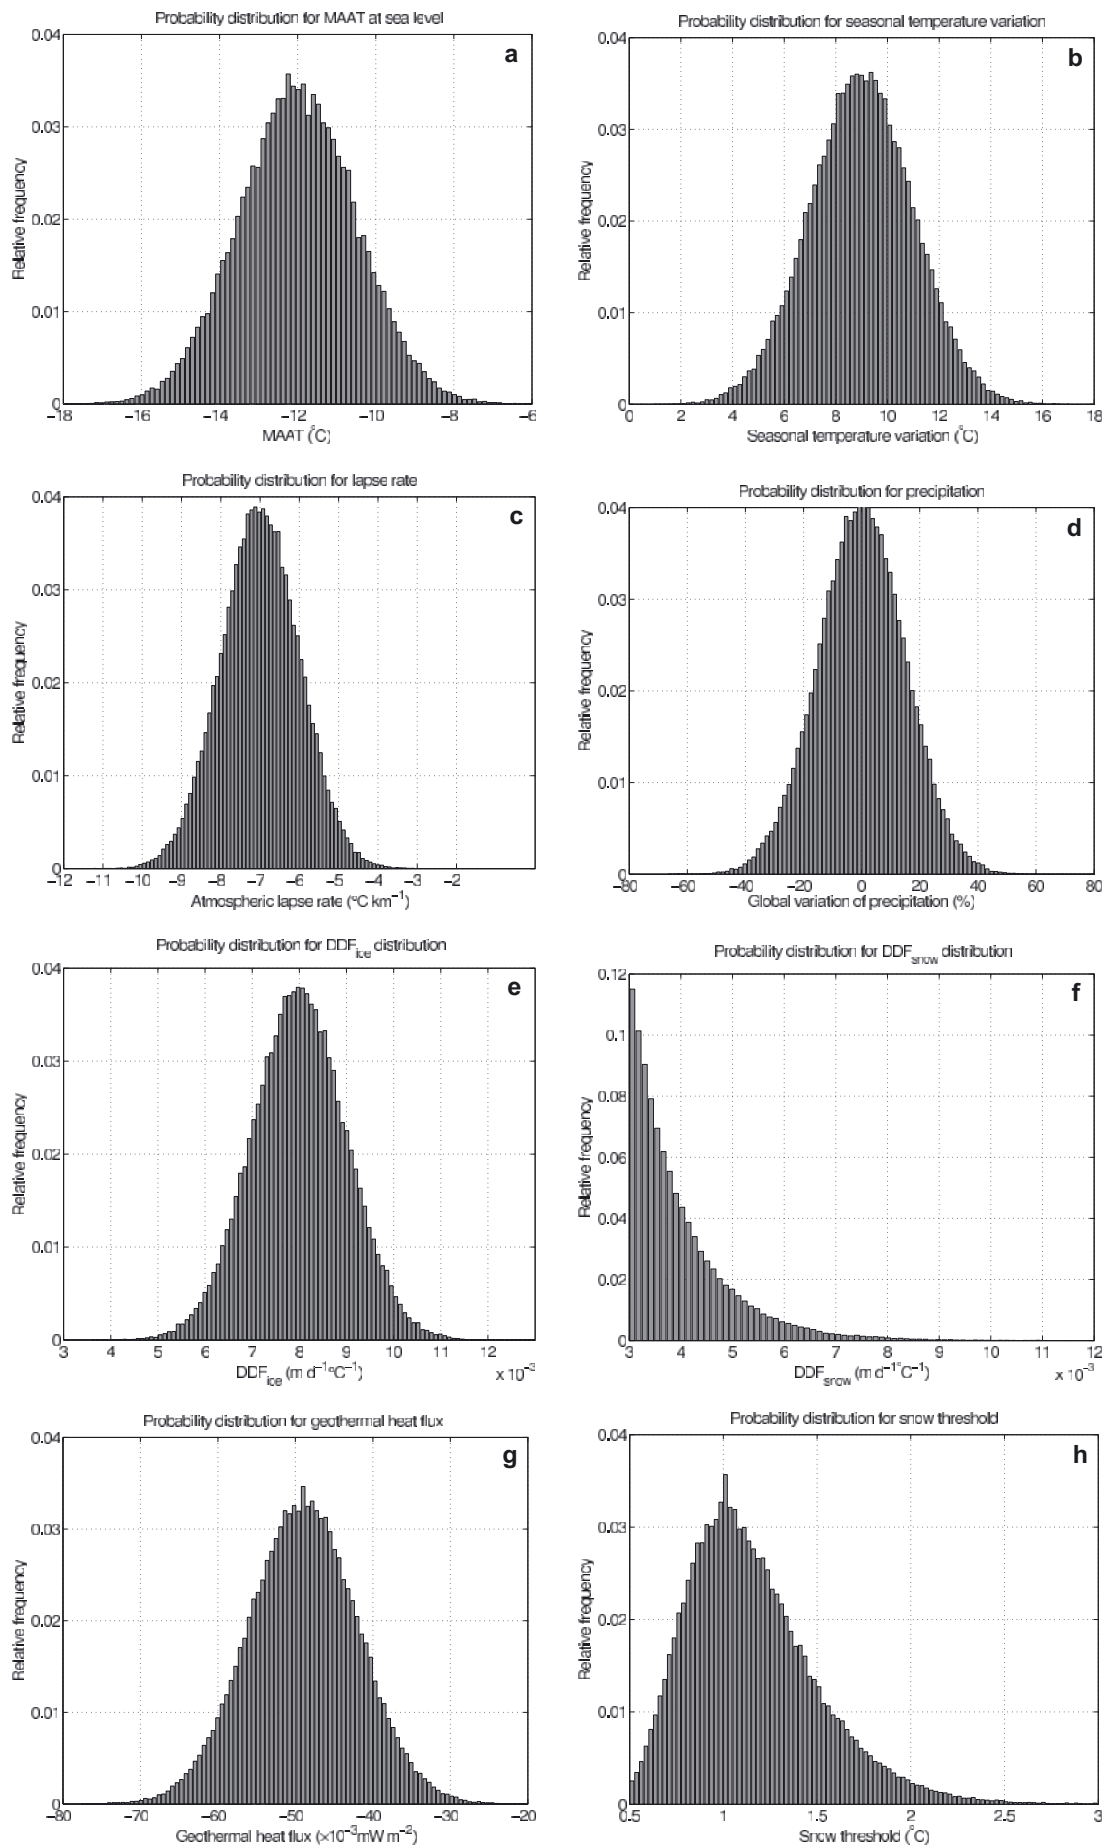 Probability distribution for MAAT at sea level
a
0.04
0.03
0.02
0.01
0
Relative frequency
−18 −16 −14 −12 −10 −8 −6
MAAT (°C)
Probability distribution for seasonal temperature variation
b
0.04
0.03
0.02
0.01
0
Relative frequency
0 2 4 6 8 10 12 14 16 18
Seasonal temperature variation (°C)
Probability distribution for lapse rate
c
0.04
0.03
0.02
0.01
0
Relative frequency
−12 −11 −10 −9 −8 −7 −6 −5 −4 −3 −2
Atmospheric lapse rate (°C km⁻¹)
Probability distribution for precipitation
d
0.04
0.03
0.02
0.01
0
Relative frequency
−80 −60 −40 −20 0 20 40 60 80
Global variation of precipitation (%)
Probability distribution for DDF_ice distribution
e
0.04
0.03
0.02
0.01
0
Relative frequency
3 4 5 6 7 8 9 10 11 12
DDF_ice (m d⁻¹°C⁻¹)
x 10⁻³
Probability distribution for DDF_snow distribution
f
0.12
0.1
0.08
0.06
0.04
0.02
0
Relative frequency
3 4 5 6 7 8 9 10 11 12
DDF_snow (m d⁻¹°C⁻¹)
x 10⁻³
Probability distribution for geothermal heat flux
g
0.04
0.03
0.02
0.01
0
Relative frequency
−80 −70 −60 −50 −40 −30 −20
Geothermal heat flux (×10⁻³mW m⁻²)
Probability distribution for snow threshold
h
0.04
0.03
0.02
0.01
0
Relative frequency
0.5 1 1.5 2 2.5 3
Snow threshold (°C)